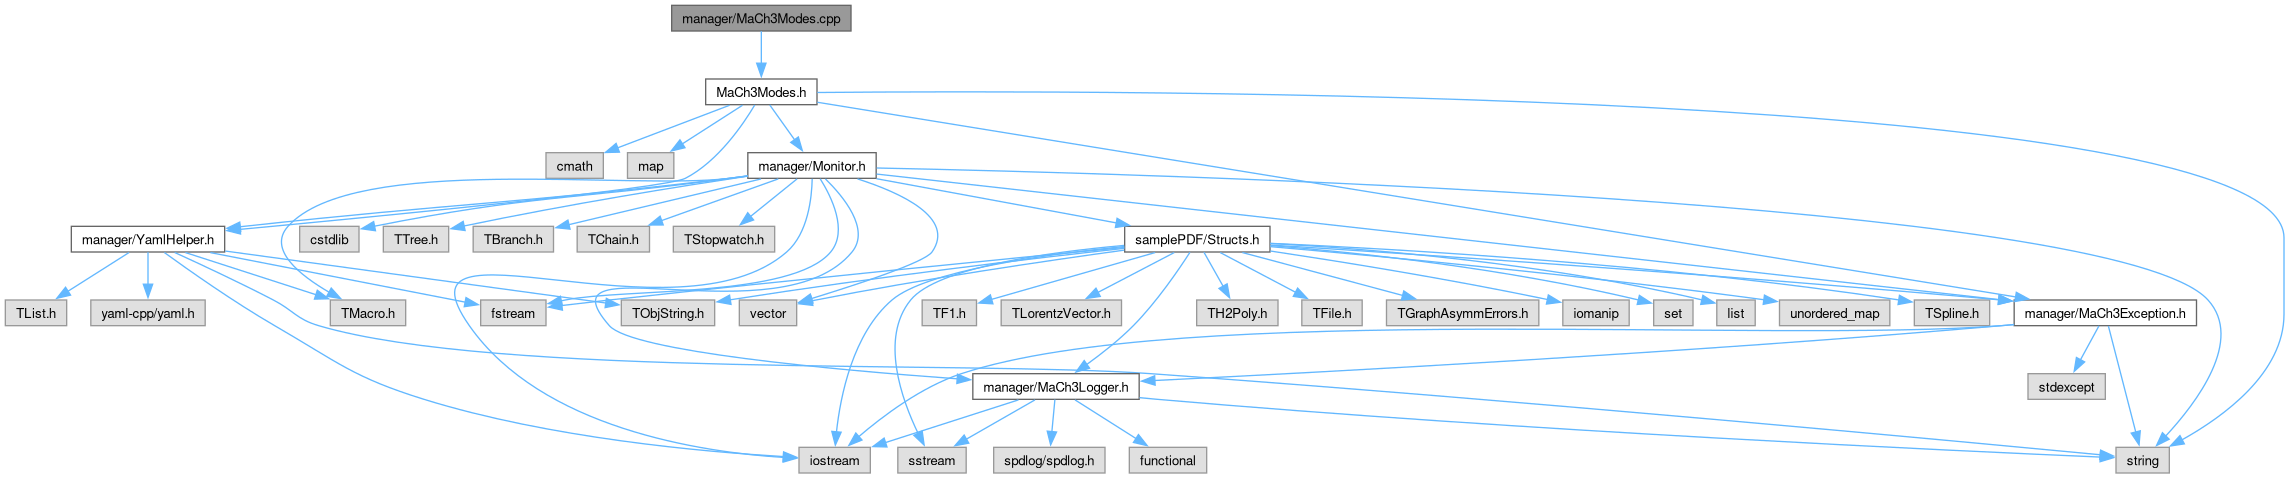 manager/MaCh3Modes.cpp
MaCh3Modes.h
cmath
map
manager/Monitor.h
manager/YamlHelper.h
cstdlib
TTree.h
TBranch.h
TChain.h
TStopwatch.h
samplePDF/Structs.h
TList.h
yaml-cpp/yaml.h
TMacro.h
fstream
TObjString.h
vector
TF1.h
TLorentzVector.h
TH2Poly.h
TFile.h
TGraphAsymmErrors.h
iomanip
set
list
unordered_map
TSpline.h
manager/MaCh3Exception.h
manager/MaCh3Logger.h
stdexcept
iostream
sstream
spdlog/spdlog.h
functional
string